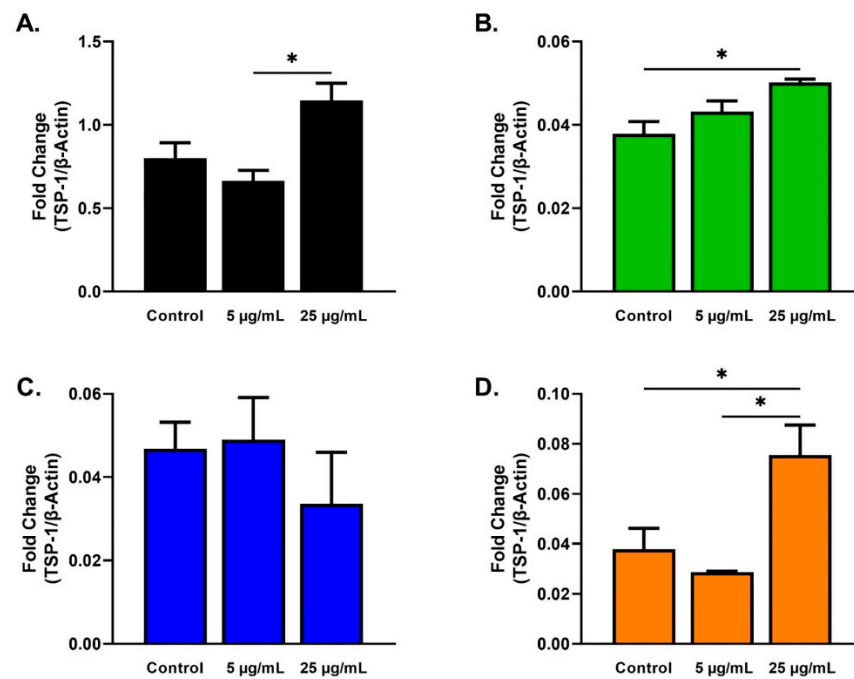 A.
Fold Change
(TSP-1/β-Actin)
1.5
1.0
0.5
0.0
*
Control 5 µg/mL 25 µg/mL
B.
Fold Change
(TSP-1/β-Actin)
0.06
0.04
0.02
0.00
*
Control 5 µg/mL 25 µg/mL
C.
Fold Change
(TSP-1/β-Actin)
0.06
0.04
0.02
0.00
Control 5 µg/mL 25 µg/mL
D.
Fold Change
(TSP-1/β-Actin)
0.10
0.08
0.06
0.04
0.02
0.00
*
*
Control 5 µg/mL 25 µg/mL